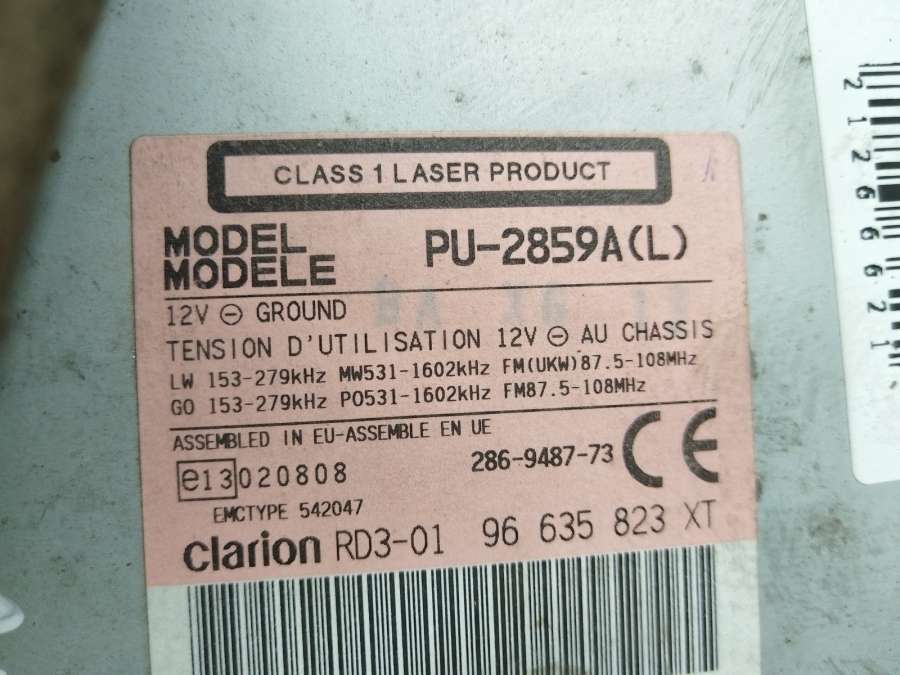 CLASS 1 LASER PRODUCT
MODEL
MODELE
PU-2859A(L)
12V ⊖ GROUND
TENSION D'UTILISATION 12V ⊖ AU CHASSIS
LW 153-279kHz MW531-1602kHz FM(UKW)87.5-108MHz
GO 153-279kHz PO531-1602kHz FM87.5-108MHz
ASSEMBLED IN EU-ASSEMBLE EN UE
286-9487-73 CE
e13 020808
EMCTYPE 542047
clarion RD3-01 96 635 823 XT
21266621